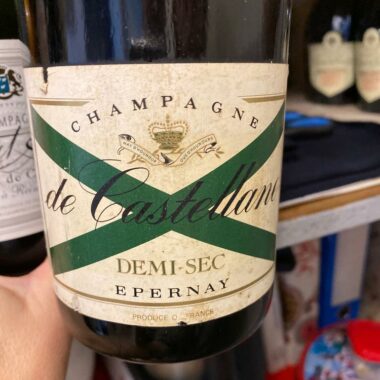 CHAMPAGNE
de Castellane
DEMI-SEC
EPERNAY
PRODUCE OF FRANCE